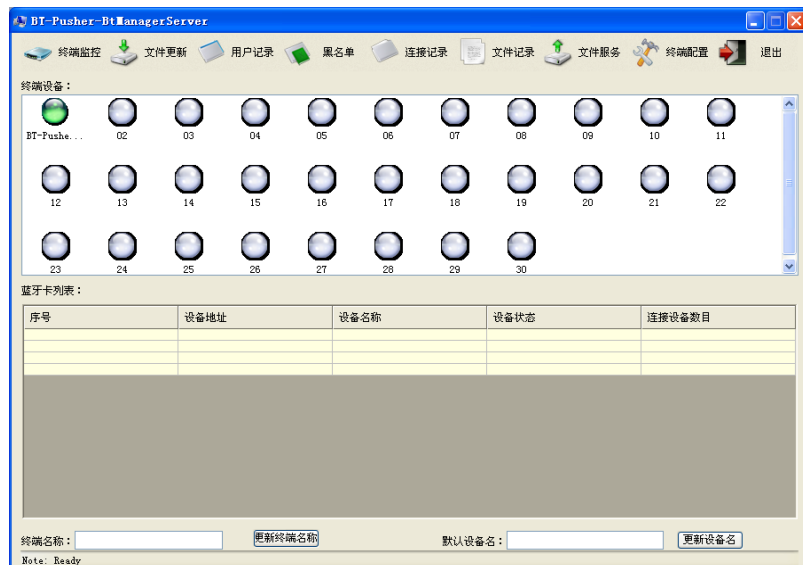 BT-Pusher-BtManagerServer
终端监控 文件更新 用户记录 黑名单 连接记录 文件记录 文件服务 终端配置 退出
终端设备：
BT-Pushe... 02 03 04 05 06 07 08 09 10 11
12 13 14 15 16 17 18 19 20 21 22
23 24 25 26 27 28 29 30
蓝牙卡列表：
序号 设备地址 设备名称 设备状态 连接设备数目
终端名称： 更新终端名称 默认设备名： 更新设备名
Note: Ready